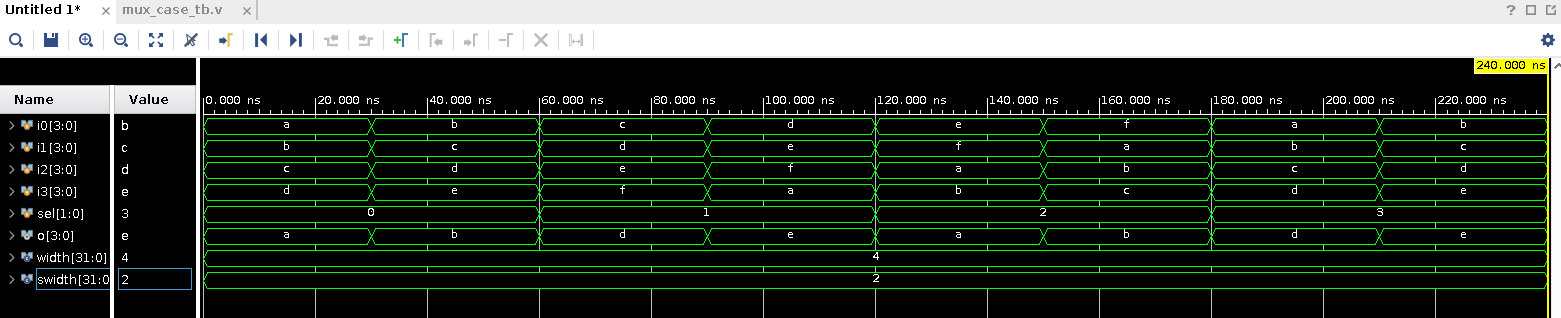 Untitled 1* × mux_case_tb.v ×
240.000 ns
Name Value 0.000 ns 20.000 ns 40.000 ns 60.000 ns 80.000 ns 100.000 ns 120.000 ns 140.000 ns 160.000 ns 180.000 ns 200.000 ns 220.000 ns
i0[3:0] b a b c d e f a b
i1[3:0] c b c d e f a b c
i2[3:0] d c d e f a b c d
i3[3:0] e d e f a b c d e
sel[1:0] 3 0 1 2 3
o[3:0] e a b d e a b d e
width[31:0] 4 4
swidth[31:0 2 2